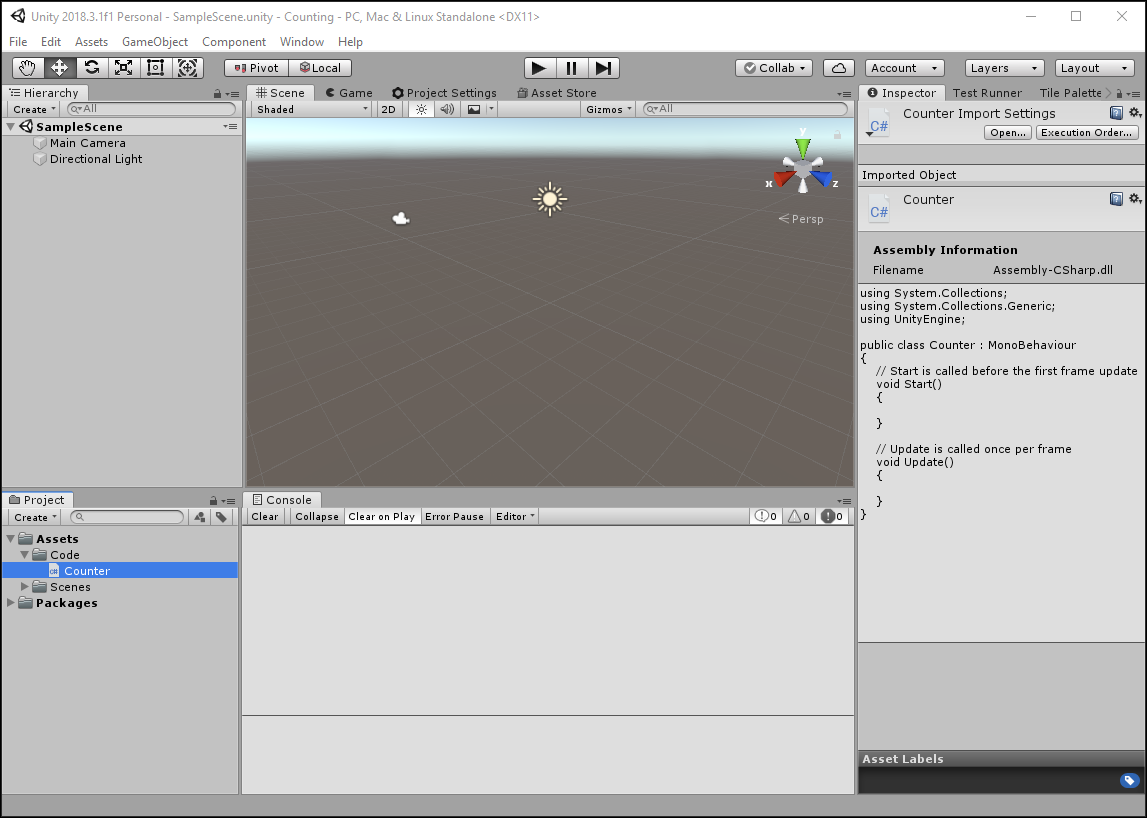 Unity 2018.3.1f1 Personal - SampleScene.unity - Counting - PC, Mac & Linux Standalone <DX11>
File Edit Assets GameObject Component Window Help
Pivot Local Collab Account Layers Layout
Hierarchy
Create All
SampleScene
Main Camera
Directional Light
Scene Game Project Settings Asset Store
Shaded 2D Gizmos All
y
x z
Persp
Inspector Test Runner Tile Palette
C# Counter Import Settings
Open... Execution Order...
Imported Object
C# Counter
Assembly Information
Filename Assembly-CSharp.dll
using System.Collections;
using System.Collections.Generic;
using UnityEngine;
public class Counter : MonoBehaviour
{
// Start is called before the first frame update
void Start()
{
}
// Update is called once per frame
void Update()
{
}
}
Asset Labels
Project
Create
Assets
Code
C# Counter
Scenes
Packages
Console
Clear Collapse Clear on Play Error Pause Editor 0 0 0